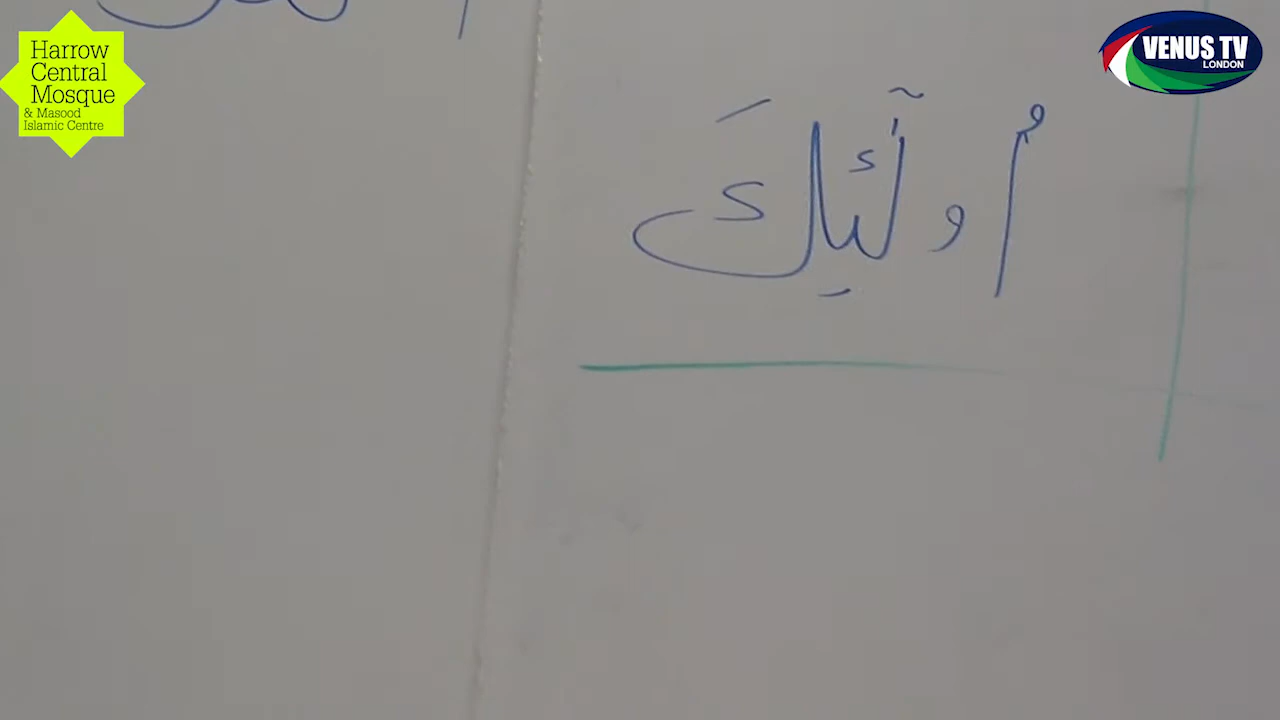 Harrow
Central
Mosque
& Masood
Islamic Centre
VENUS TV
LONDON
أُولَٰٓئِكَ